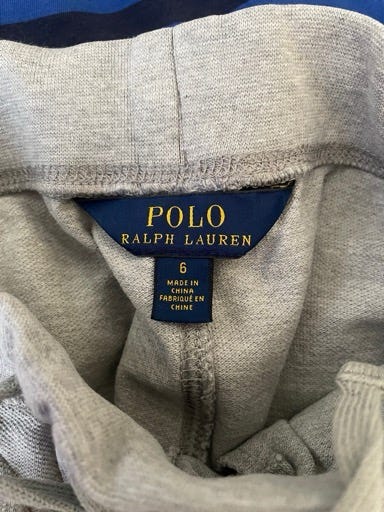 POLO
RALPH LAUREN
6
MADE IN
CHINA
FABRIQUÉ EN
CHINE